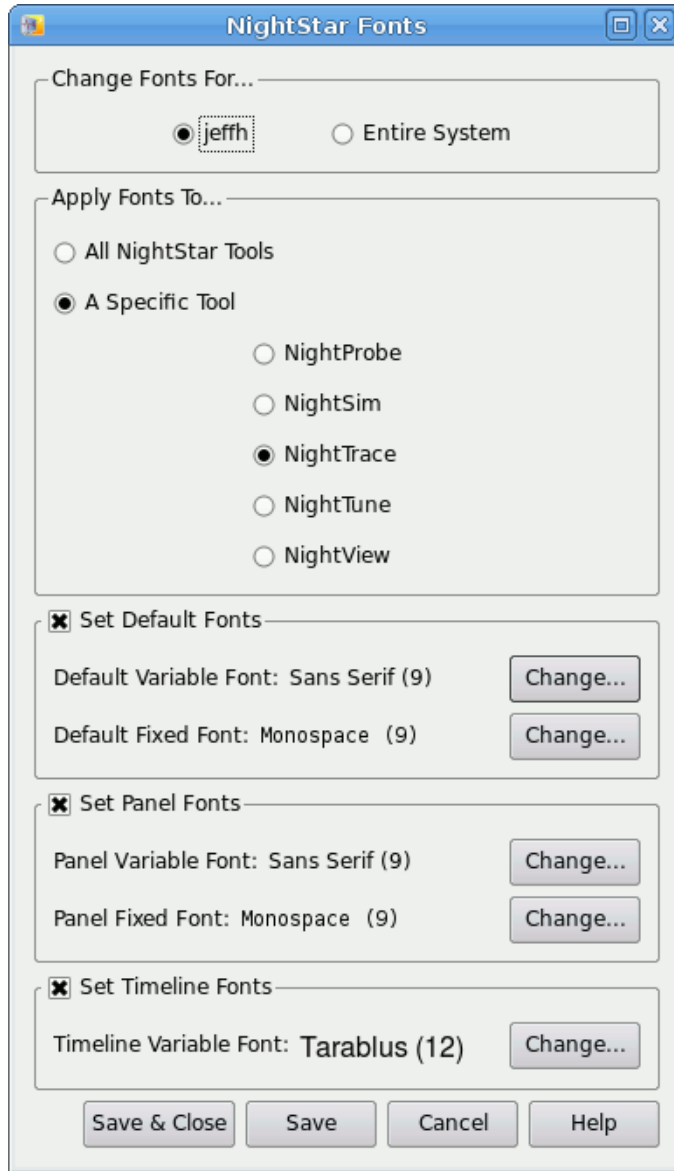 NightStar Fonts
Change Fonts For...
jeffh Entire System
Apply Fonts To...
All NightStar Tools
A Specific Tool
NightProbe
NightSim
NightTrace
NightTune
NightView
Set Default Fonts
Default Variable Font: Sans Serif (9) Change...
Default Fixed Font: Monospace (9) Change...
Set Panel Fonts
Panel Variable Font: Sans Serif (9) Change...
Panel Fixed Font: Monospace (9) Change...
Set Timeline Fonts
Timeline Variable Font: Tarablus (12) Change...
Save & Close Save Cancel Help